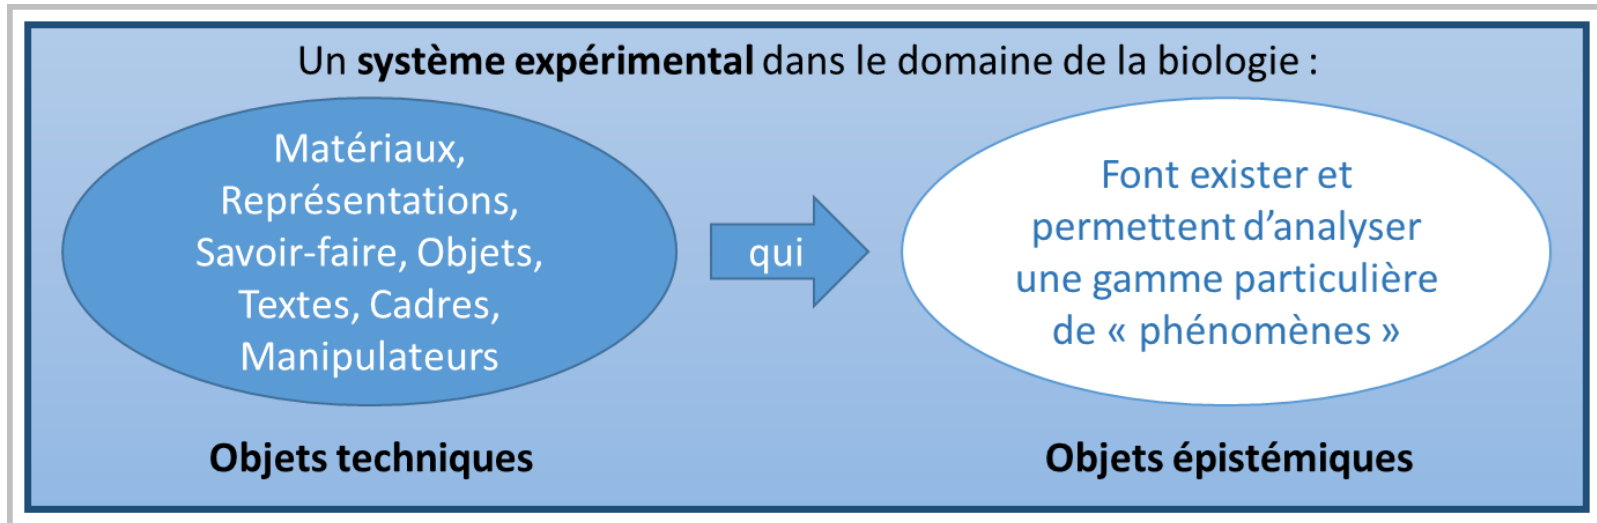 Un système expérimental dans le domaine de la biologie :
Matériaux,
Représentations,
Savoir-faire, Objets,
Textes, Cadres,
Manipulateurs
qui
Font exister et
permettent d’analyser
une gamme particulière
de « phénomènes »
Objets techniques
Objets épistémiques